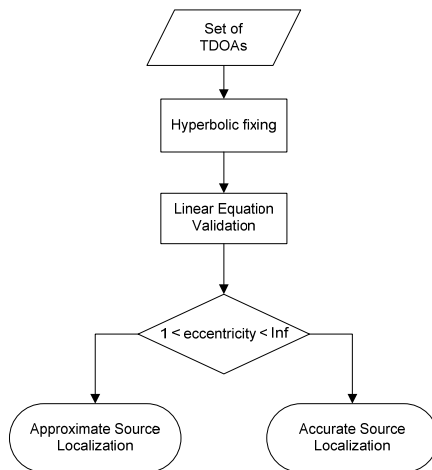 Set of
TDOAs
Hyperbolic fixing
Linear Equation
Validation
1 < eccentricity < Inf
Approximate Source
Localization
Accurate Source
Localization